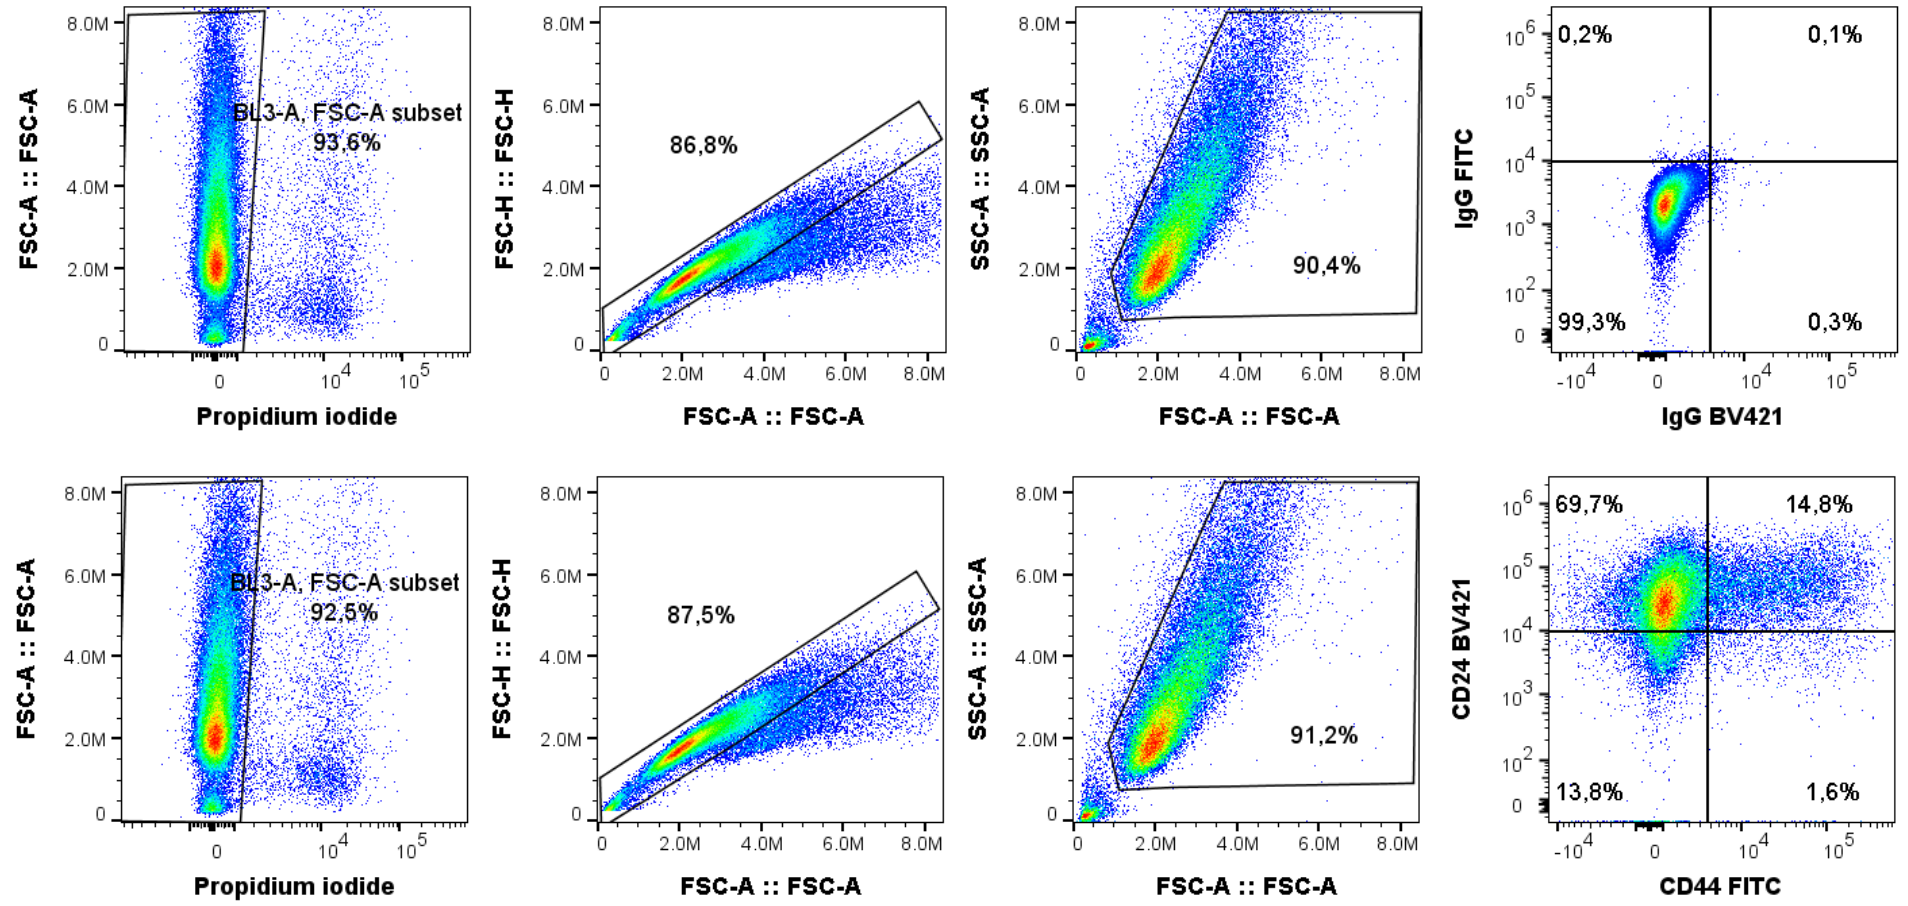 FSC-A :: FSC-A
8.0M
6.0M
4.0M
2.0M
0
BL3-A, FSC-A subset
93,6%
0
10^4
10^5
Propidium iodide
FSC-H :: FSC-H
8.0M
6.0M
4.0M
2.0M
0
86,8%
0
2.0M
4.0M
6.0M
8.0M
FSC-A :: FSC-A
SSC-A :: SSC-A
8.0M
6.0M
4.0M
2.0M
0
90,4%
0
2.0M
4.0M
6.0M
8.0M
FSC-A :: FSC-A
IgG FITC
10^6
10^5
10^4
10^3
10^2
0
0,2%
0,1%
99,3%
0,3%
-10^4
0
10^4
10^5
IgG BV421
FSC-A :: FSC-A
8.0M
6.0M
4.0M
2.0M
0
BL3-A, FSC-A subset
92,5%
0
10^4
10^5
Propidium iodide
FSC-H :: FSC-H
8.0M
6.0M
4.0M
2.0M
0
87,5%
0
2.0M
4.0M
6.0M
8.0M
FSC-A :: FSC-A
SSC-A :: SSC-A
8.0M
6.0M
4.0M
2.0M
0
91,2%
0
2.0M
4.0M
6.0M
8.0M
FSC-A :: FSC-A
CD24 BV421
10^6
10^5
10^4
10^3
10^2
0
69,7%
14,8%
13,8%
1,6%
-10^4
0
10^4
10^5
CD44 FITC